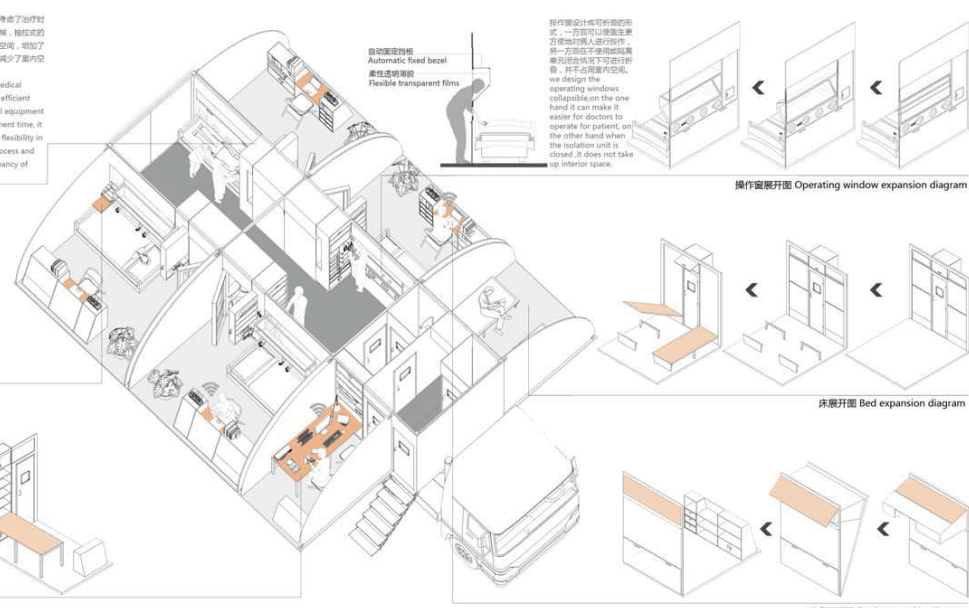 考虑了治疗时
械，抽拉式的
空间，增加了
减少了室内空
edical
efficient
l equipment
ment time, it
flexibility in
ocess and
pancy of
自动固定挡板
Automatic fixed bezel
柔性透明薄膜
Flexible transparent films
操作窗设计成可折叠的形
式，一方面可以使医生更
方便地对病人进行操作，
另一方面在不使用或隔离
单元闭合情况下可进行折
叠，并不占用室内空间。
we design the
operating windows
collapsible,on the one
hand it can make it
easier for doctors to
operate for patient, on
the other hand when
the isolation unit is
closed ,it does not take
up interior space.
操作窗展开图 Operating window expansion diagram
床展开图 Bed expansion diagram